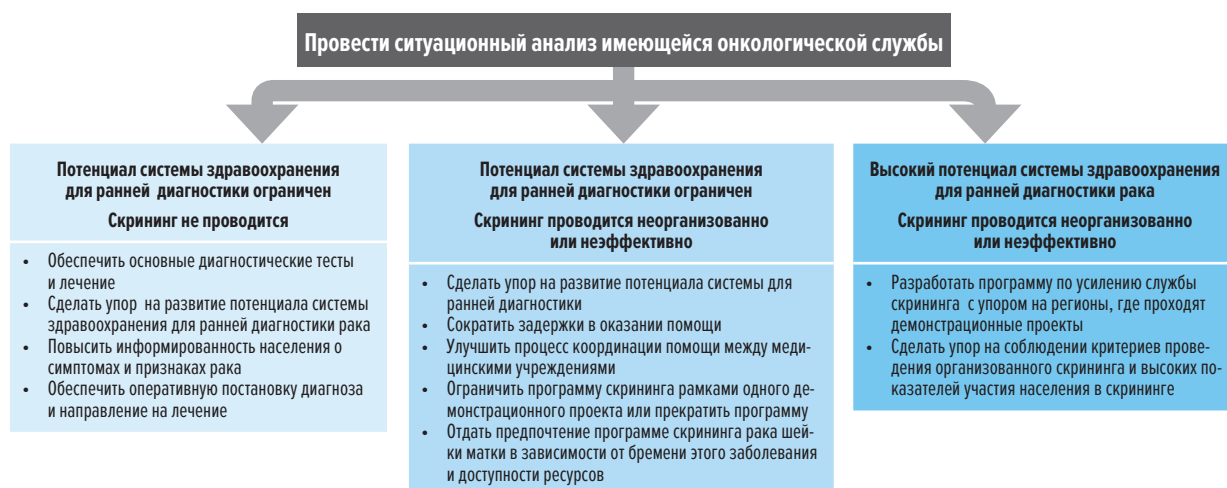 Провести ситуационный анализ имеющейся онкологической службы
Потенциал системы здравоохранения
для ранней диагностики ограничен
Скрининг не проводится
• Обеспечить основные диагностические тесты
и лечение
• Сделать упор на развитие потенциала системы
здравоохранения для ранней диагностики рака
• Повысить информированность населения о
симптомах и признаках рака
• Обеспечить оперативную постановку диагноза
и направление на лечение
Потенциал системы здравоохранения
для ранней диагностики ограничен
Скрининг проводится неорганизованно
или неэффективно
• Сделать упор на развитие потенциала системы для
ранней диагностики
• Сократить задержки в оказании помощи
• Улучшить процесс координации помощи между меди-
цинскими учреждениями
• Ограничить программу скрининга рамками одного де-
монстрационного проекта или прекратить программу
• Отдать предпочтение программе скрининга рака шей-
ки матки в зависимости от бремени этого заболевания
и доступности ресурсов
Высокий потенциал системы здравоохранения
для ранней диагностики рака
Скрининг проводится неорганизованно
или неэффективно
• Разработать программу по усилению службы
скрининга с упором на регионы, где проходят
демонстрационные проекты
• Сделать упор на соблюдении критериев прове-
дения организованного скрининга и высоких по-
казателей участия населения в скрининге